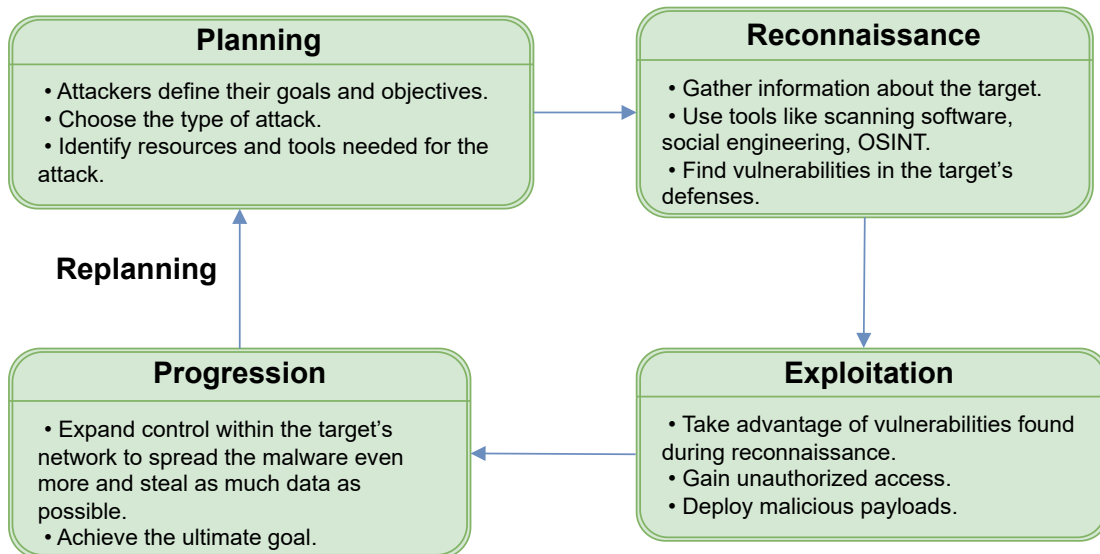 Planning
• Attackers define their goals and objectives.
• Choose the type of attack.
• Identify resources and tools needed for the
attack.
Reconnaissance
• Gather information about the target.
• Use tools like scanning software,
social engineering, OSINT.
• Find vulnerabilities in the target’s
defenses.
Replanning
Progression
• Expand control within the target’s
network to spread the malware even
more and steal as much data as
possible.
• Achieve the ultimate goal.
Exploitation
• Take advantage of vulnerabilities found
during reconnaissance.
• Gain unauthorized access.
• Deploy malicious payloads.